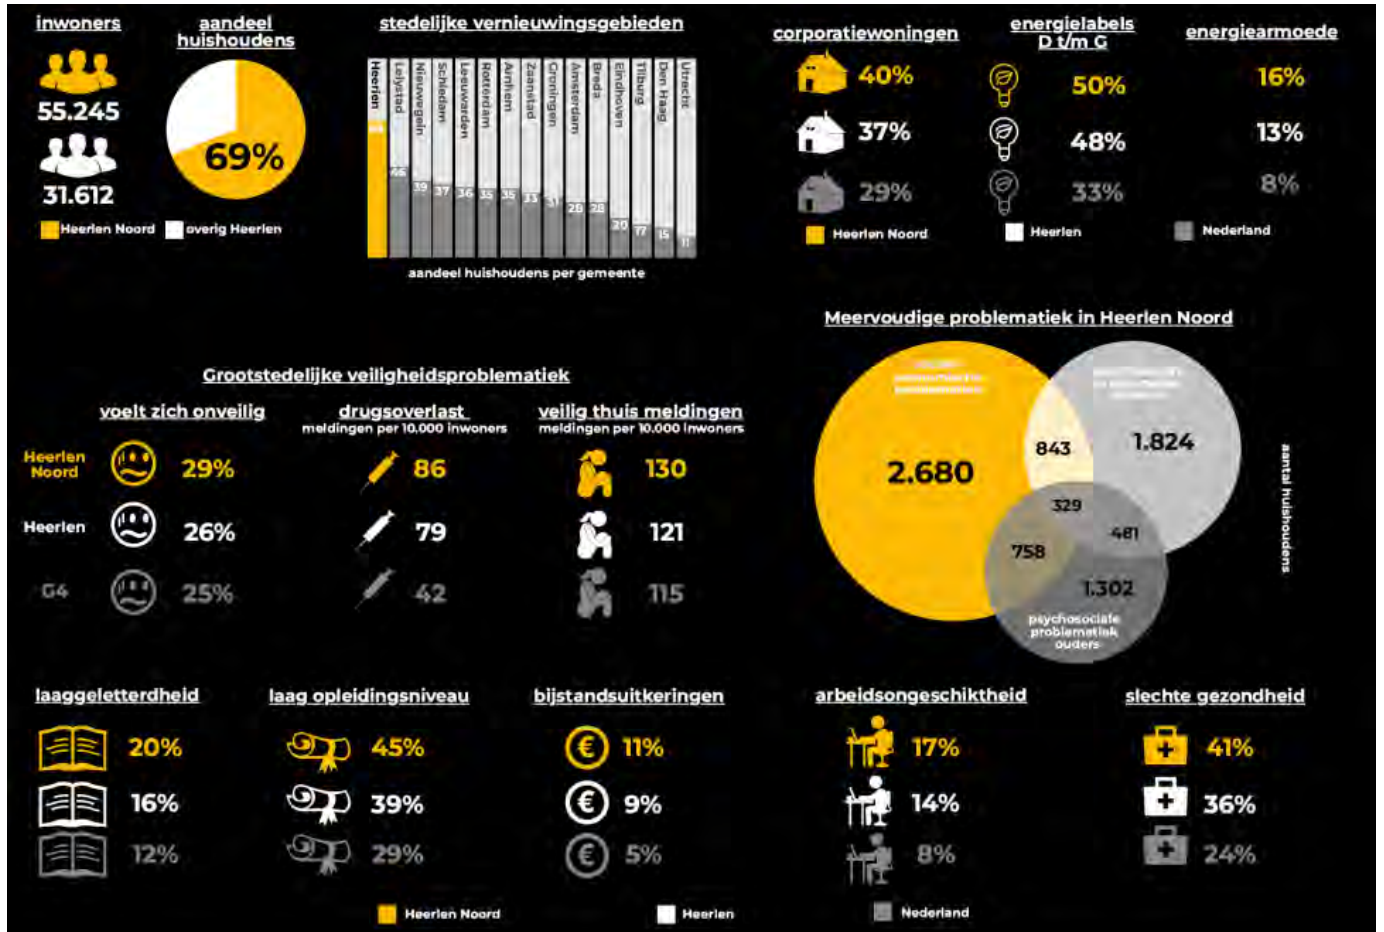 inwoners
55.245
31.612
aandeel
huishoudens
69%
Heerlen Noord
overig Heerlen
stedelijke vernieuwingsgebieden
Heerlen
Lelystad
Nieuwegein
Schiedam
Leeuwarden
Rotterdam
Arnhem
Zaanstad
Groningen
Amsterdam
Breda
Eindhoven
Tilburg
Den Haag
Utrecht
46
39
37
36
35
35
33
31
28
28
20
17
15
11
aandeel huishoudens per gemeente
corporatiewoningen
40%
37%
29%
energielabels
D t/m G
50%
48%
33%
energiearmoede
16%
13%
8%
Heerlen Noord
Heerlen
Nederland
Grootstedelijke veiligheidsproblematiek
voelt zich onveilig
drugsoverlast
meldingen per 10.000 inwoners
veilig thuis meldingen
meldingen per 10.000 inwoners
Heerlen
Noord
29%
86
130
Heerlen
26%
79
121
G4
25%
42
115
Meervoudige problematiek in Heerlen Noord
2.680
843
1.824
329
481
758
1.302
psychosociale
problematiek
ouders
aantal huishoudens
laaggeletterdheid
20%
16%
12%
laag opleidingsniveau
45%
39%
29%
bijstandsuitkeringen
11%
9%
5%
arbeidsongeschiktheid
17%
14%
8%
slechte gezondheid
41%
36%
24%
Heerlen Noord
Heerlen
Nederland